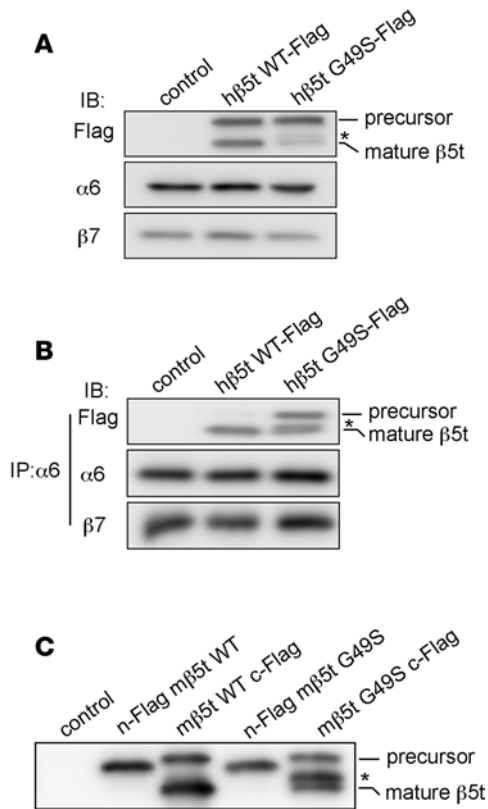 A
control
hβ5t WT-Flag
hβ5t G49S-Flag
IB:
Flag
precursor
*
mature β5t
α6
β7
B
control
hβ5t WT-Flag
hβ5t G49S-Flag
IB:
Flag
precursor
*
mature β5t
IP:α6
α6
β7
C
control
n-Flag mβ5t WT
mβ5t WT c-Flag
n-Flag mβ5t G49S
mβ5t G49S c-Flag
precursor
*
mature β5t